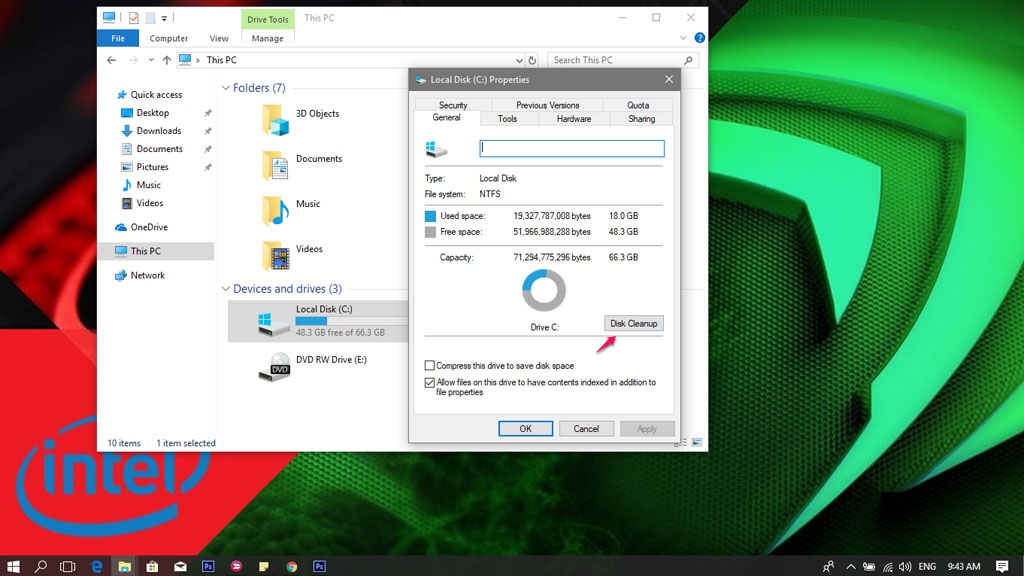 Drive Tools This PC
File Computer View Manage
This PC Search This PC
Quick access
Desktop
Downloads
Documents
Pictures
Music
Videos
OneDrive
This PC
Network
Folders (7)
3D Objects
Documents
Music
Videos
Devices and drives (3)
Local Disk (C:)
48.3 GB free of 66.3 GB
DVD
DVD RW Drive (E:)
10 items 1 item selected
Local Disk (C:) Properties
Security Previous Versions Quota
General Tools Hardware Sharing
Type: Local Disk
File system: NTFS
Used space: 19,327,787,008 bytes 18.0 GB
Free space: 51,966,988,288 bytes 48.3 GB
Capacity: 71,294,775,296 bytes 66.3 GB
Drive C: Disk Cleanup
Compress this drive to save disk space
Allow files on this drive to have contents indexed in addition to
file properties
OK Cancel Apply
intel
Ps Ps ENG 9:43 AM